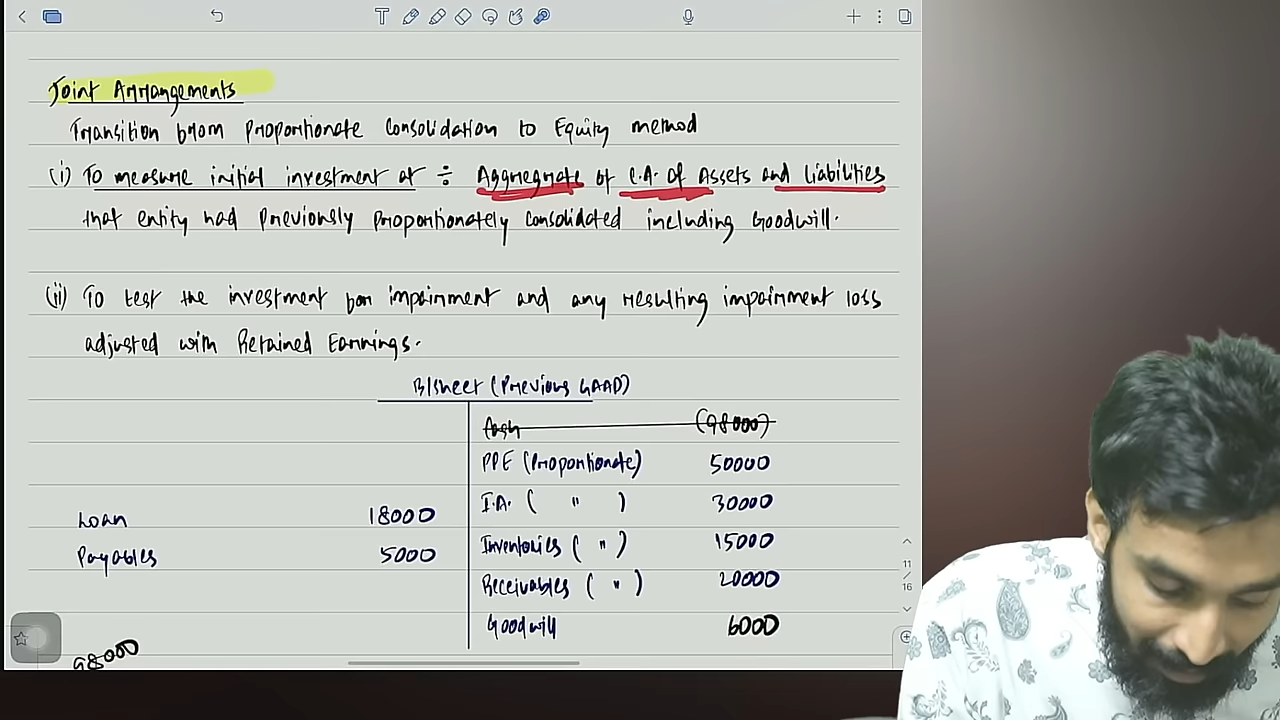 Joint Arrangements
Transition from Proportionate Consolidation to Equity method
(i) To measure initial investment at ÷ Aggregate of C.A. Of Assets and Liabilities
that entity had Previously Proportionately Consolidated including Goodwill.
(ii) To test the investment for impairment and any resulting impairment loss
adjusted with Retained Earnings.
B/Sheet (Previous GAAP)
Cash (98000)
PPE (Proportionate) 50000
I.A. ( " ) 30000
Loan 18000
Inventories ( " ) 15000
Payables 5000
Receivables ( " ) 20000
Goodwill 6000
98000
11
/
16